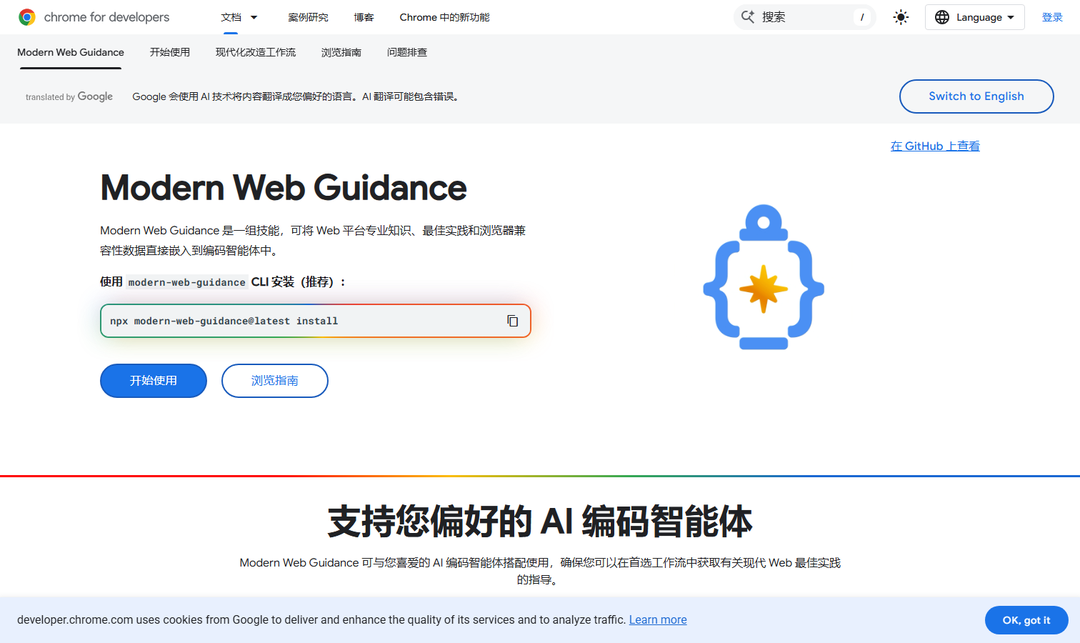 chrome for developers
文档
案例研究
博客
Chrome 中的新功能
搜索
/
Language
登录
Modern Web Guidance
开始使用
现代化改造工作流
浏览指南
问题排查
translated by Google
Google 会使用 AI 技术将内容翻译成您偏好的语言。AI 翻译可能包含错误。
Switch to English
在 GitHub 上查看
Modern Web Guidance
Modern Web Guidance 是一组技能，可将 Web 平台专业知识、最佳实践和浏览器兼
容性数据直接嵌入到编码智能体中。
使用 modern-web-guidance CLI 安装（推荐）：
npx modern-web-guidance@latest install
开始使用
浏览指南
支持您偏好的 AI 编码智能体
Modern Web Guidance 可与您喜爱的 AI 编码智能体搭配使用，确保您可以在首选工作流中获取有关现代 Web 最佳实践
的指导。
developer.chrome.com uses cookies from Google to deliver and enhance the quality of its services and to analyze traffic. Learn more
OK, got it